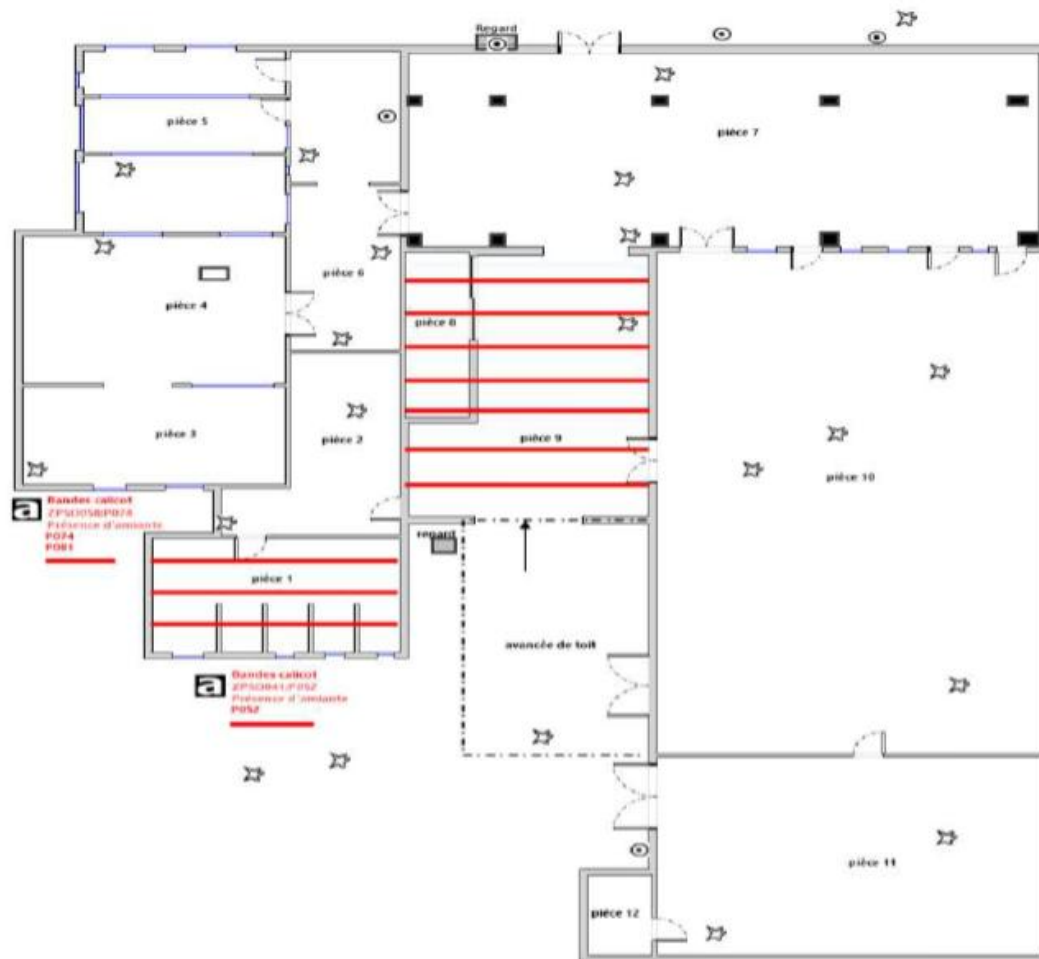 Regard
pièce 5
pièce 7
pièce 6
pièce 4
pièce 8
pièce 3
pièce 2
pièce 9
pièce 10
a
Bandes calicot
Présence d'amiante
P074
P081
regard
pièce 1
avancée de toit
a
Bandes calicot
ZPSO041/P052
Présence d'amiante
P052
pièce 11
pièce 12